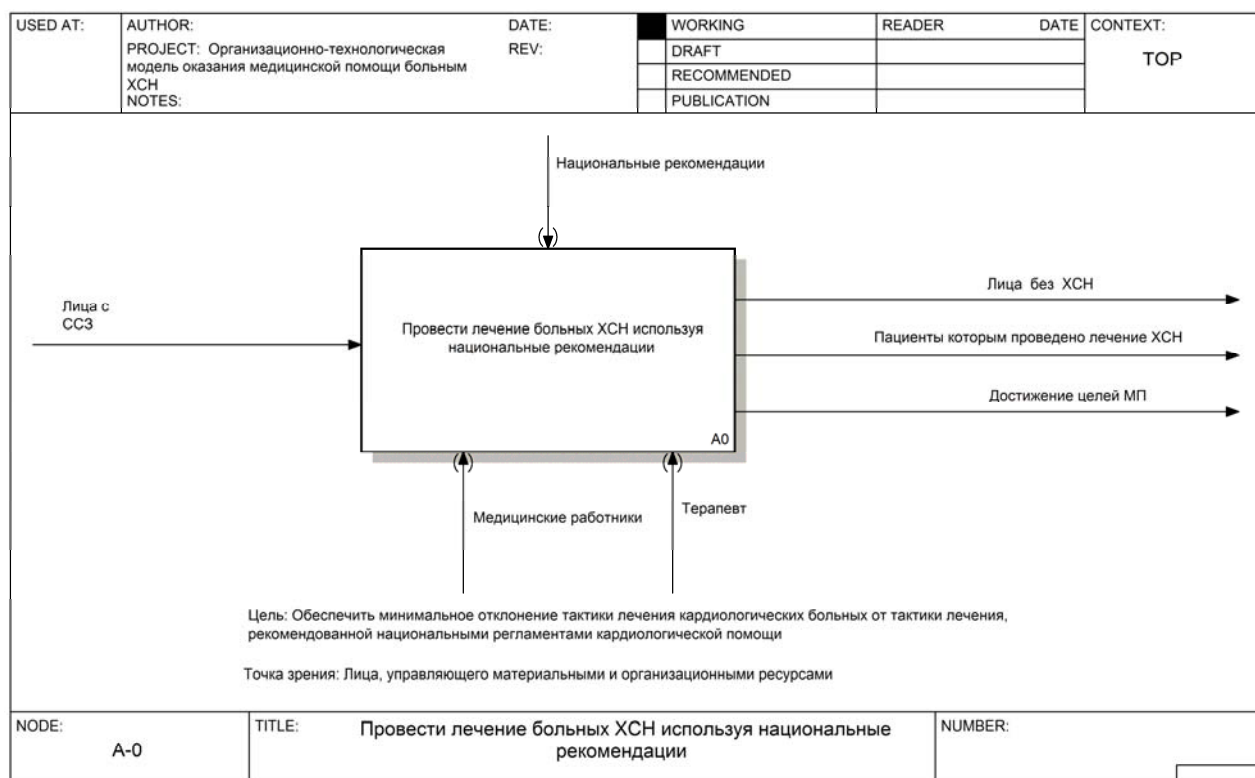 USED AT:
AUTHOR:
DATE:
WORKING
READER
DATE
CONTEXT:
PROJECT: Организационно-технологическая
REV:
модель оказания медицинской помощи больным
ХСН
NOTES:
DRAFT
RECOMMENDED
PUBLICATION
TOP
Национальные рекомендации
Лица с
ССЗ
Провести лечение больных ХСН используя
национальные рекомендации
A0
Лица без ХСН
Пациенты которым проведено лечение ХСН
Достижение целей МП
Медицинские работники
Терапевт
Цель: Обеспечить минимальное отклонение тактики лечения кардиологических больных от тактики лечения,
рекомендованной национальными регламентами кардиологической помощи
Точка зрения: Лица, управляющего материальными и организационными ресурсами
NODE:
A-0
TITLE:
Провести лечение больных ХСН используя национальные
рекомендации
NUMBER: